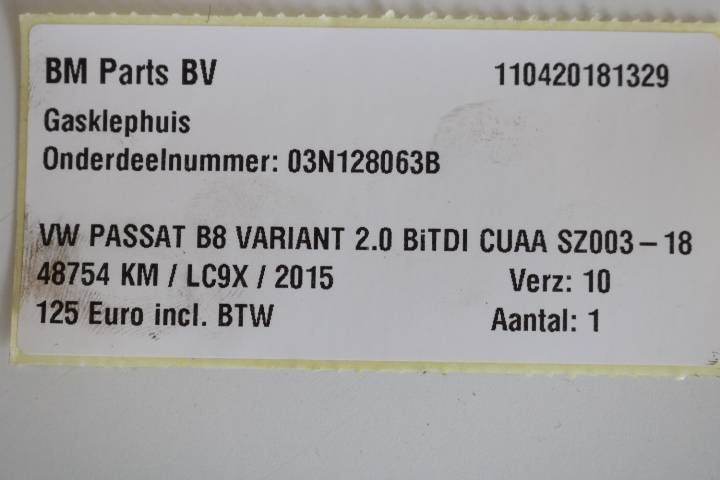 BM Parts BV 110420181329
Gasklephuis
Onderdeelnummer: 03N128063B
VW PASSAT B8 VARIANT 2.0 BiTDI CUAA SZ003-18
48754 KM / LC9X / 2015 Verz: 10
125 Euro incl. BTW Aantal: 1